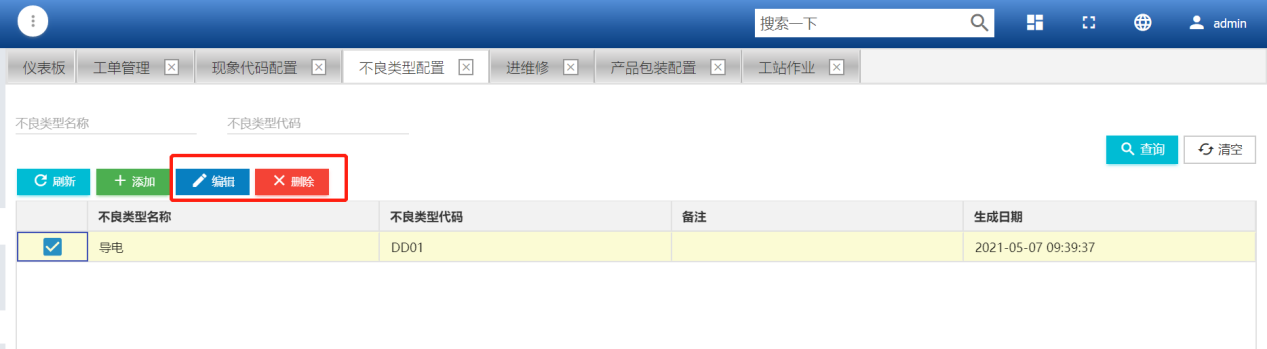 搜索一下 admin
仪表板 工单管理 现象代码配置 不良类型配置 进维修 产品包装配置 工站作业
不良类型名称 不良类型代码
查询 清空
刷新 添加 编辑 删除
不良类型名称 不良类型代码 备注 生成日期
导电 DD01 2021-05-07 09:39:37